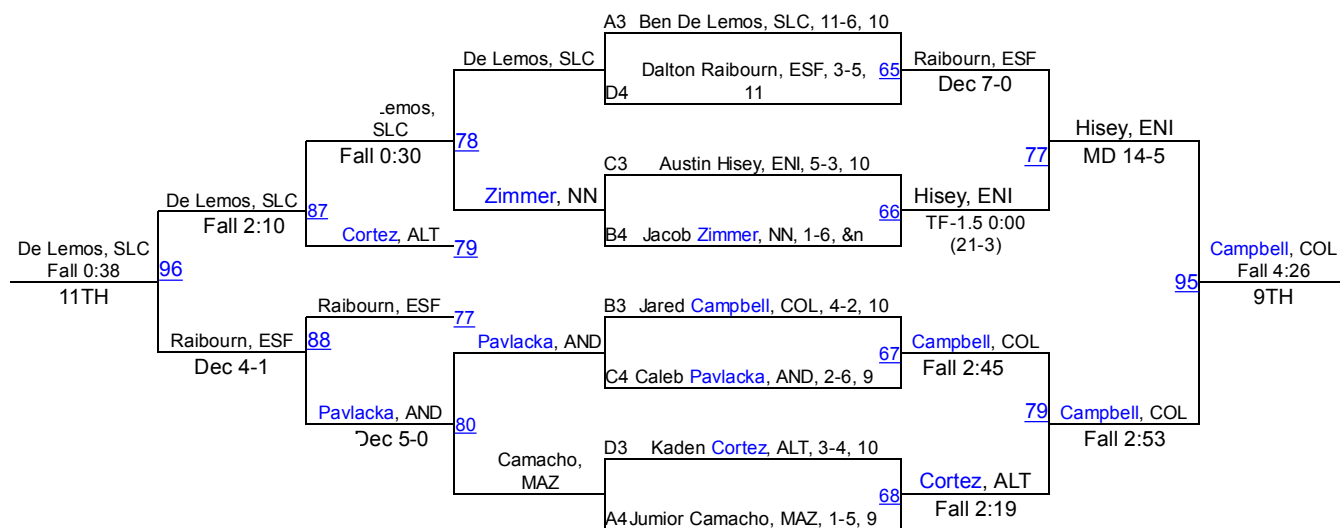 A3 Ben De Lemos, SLC, 11-6, 10
De Lemos, SLC
Dalton Raibourn, ESF, 3-5,
11
65
Raibourn, ESF
Dec 7-0
D4
Lemos,
SLC
Fall 0:30
78
Hisey, ENI
MD 14-5
77
C3 Austin Hisey, ENI, 5-3, 10
De Lemos, SLC
Fall 2:10
87
Zimmer, NN
66
Hisey, ENI
TF-1.5 0:00
(21-3)
Cortez, ALT
79
B4 Jacob Zimmer, NN, 1-6, &n
De Lemos, SLC
Fall 0:38
11TH
96
Campbell, COL
Fall 4:26
9TH
95
Raibourn, ESF
77
B3 Jared Campbell, COL, 4-2, 10
Raibourn, ESF
Dec 4-1
88
Pavlacka, AND
67
Campbell, COL
Fall 2:45
C4 Caleb Pavlacka, AND, 2-6, 9
Pavlacka, AND
Dec 5-0
80
79
Campbell, COL
Fall 2:53
D3 Kaden Cortez, ALT, 3-4, 10
Camacho,
MAZ
68
Cortez, ALT
Fall 2:19
A4 Jumior Camacho, MAZ, 1-5, 9